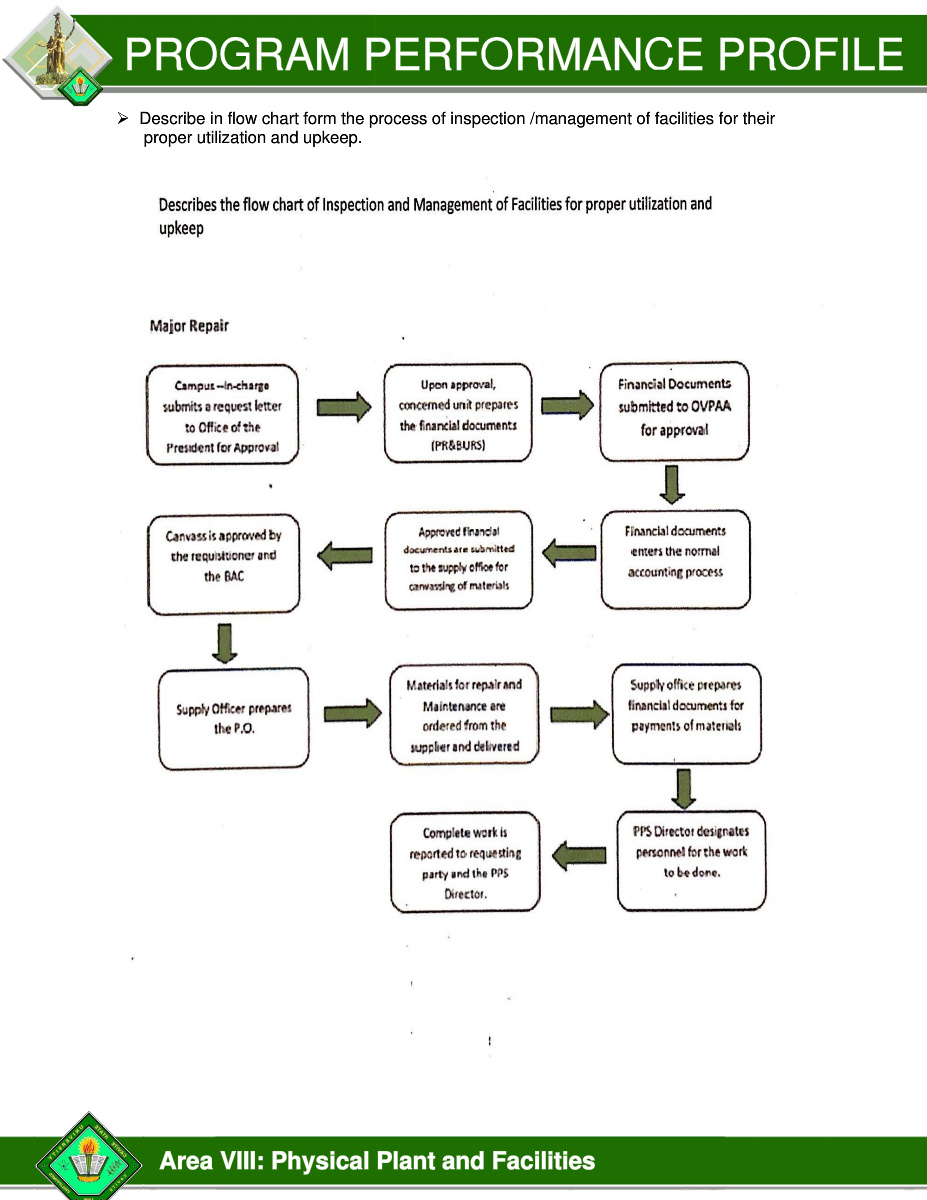 PROGRAM PERFORMANCE PROFILE
➢ Describe in flow chart form the process of inspection /management of facilities for their
proper utilization and upkeep.
Describes the flow chart of Inspection and Management of Facilities for proper utilization and
upkeep
Major Repair
Campus –In-charge
submits a request letter
to Office of the
President for Approval
Upon approval,
concerned unit prepares
the financial documents
(PR&BURS)
Financial Documents
submitted to OVPAA
for approval
Financial documents
enters the normal
accounting process
Approved financial
documents are submitted
to the supply office for
canvassing of materials
Canvass is approved by
the requisitioner and
the BAC
Supply Officer prepares
the P.O.
Materials for repair and
Maintenance are
ordered from the
supplier and delivered
Supply office prepares
financial documents for
payments of materials
PPS Director designates
personnel for the work
to be done.
Complete work is
reported to requesting
party and the PPS
Director.
Area VIII: Physical Plant and Facilities